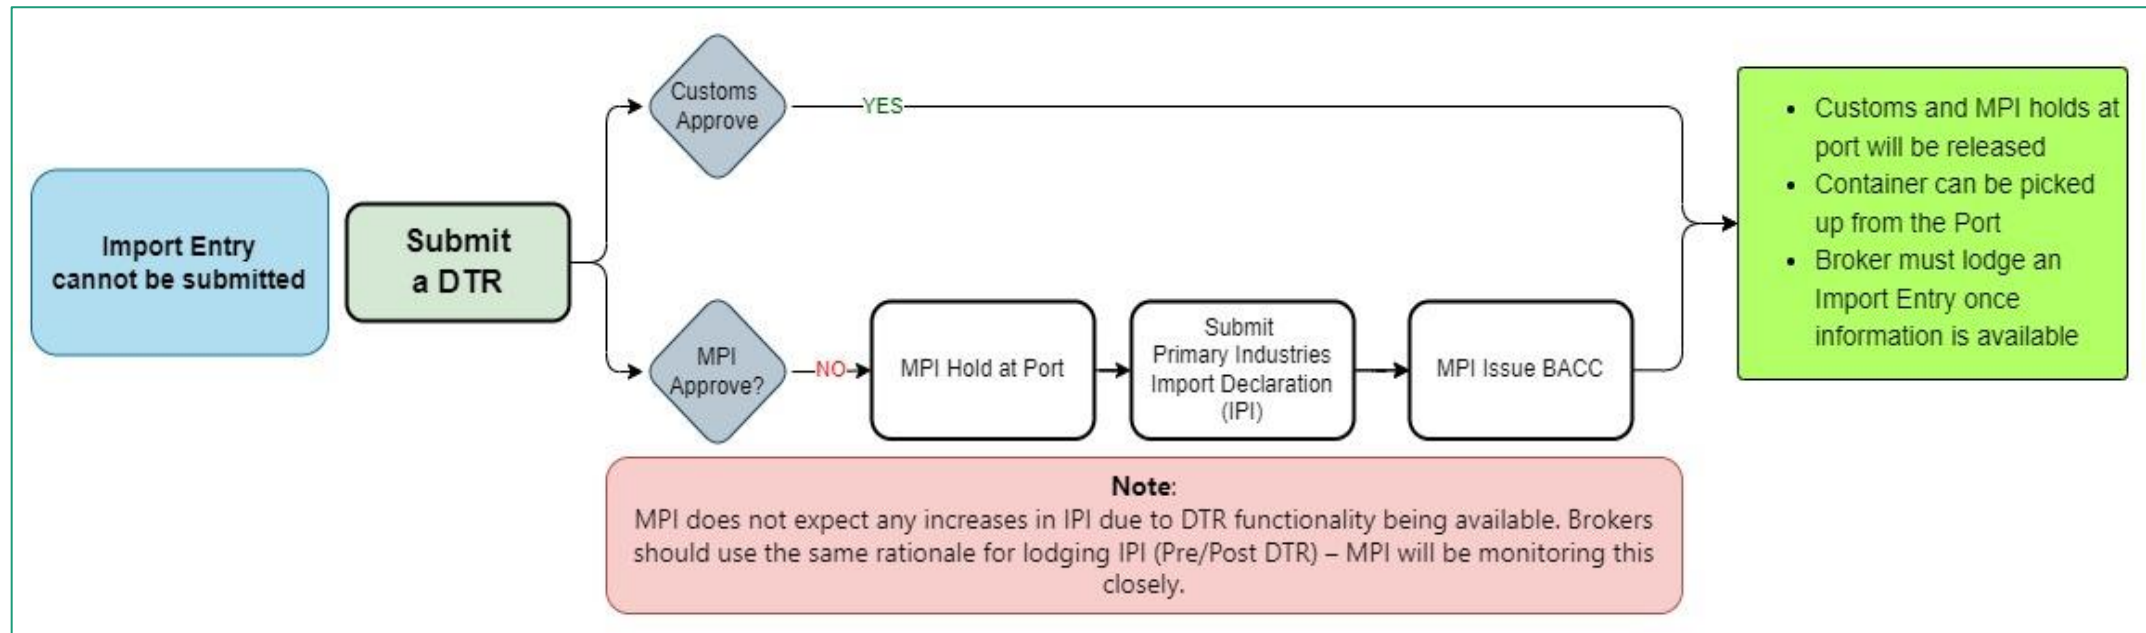 Import Entry
cannot be submitted
Submit
a DTR
Customs
Approve
YES
MPI
Approve?
NO
MPI Hold at Port
Submit
Primary Industries
Import Declaration
(IPI)
MPI Issue BACC
• Customs and MPI holds at
port will be released
• Container can be picked
up from the Port
• Broker must lodge an
Import Entry once
information is available
Note:
MPI does not expect any increases in IPI due to DTR functionality being available. Brokers
should use the same rationale for lodging IPI (Pre/Post DTR) – MPI will be monitoring this
closely.